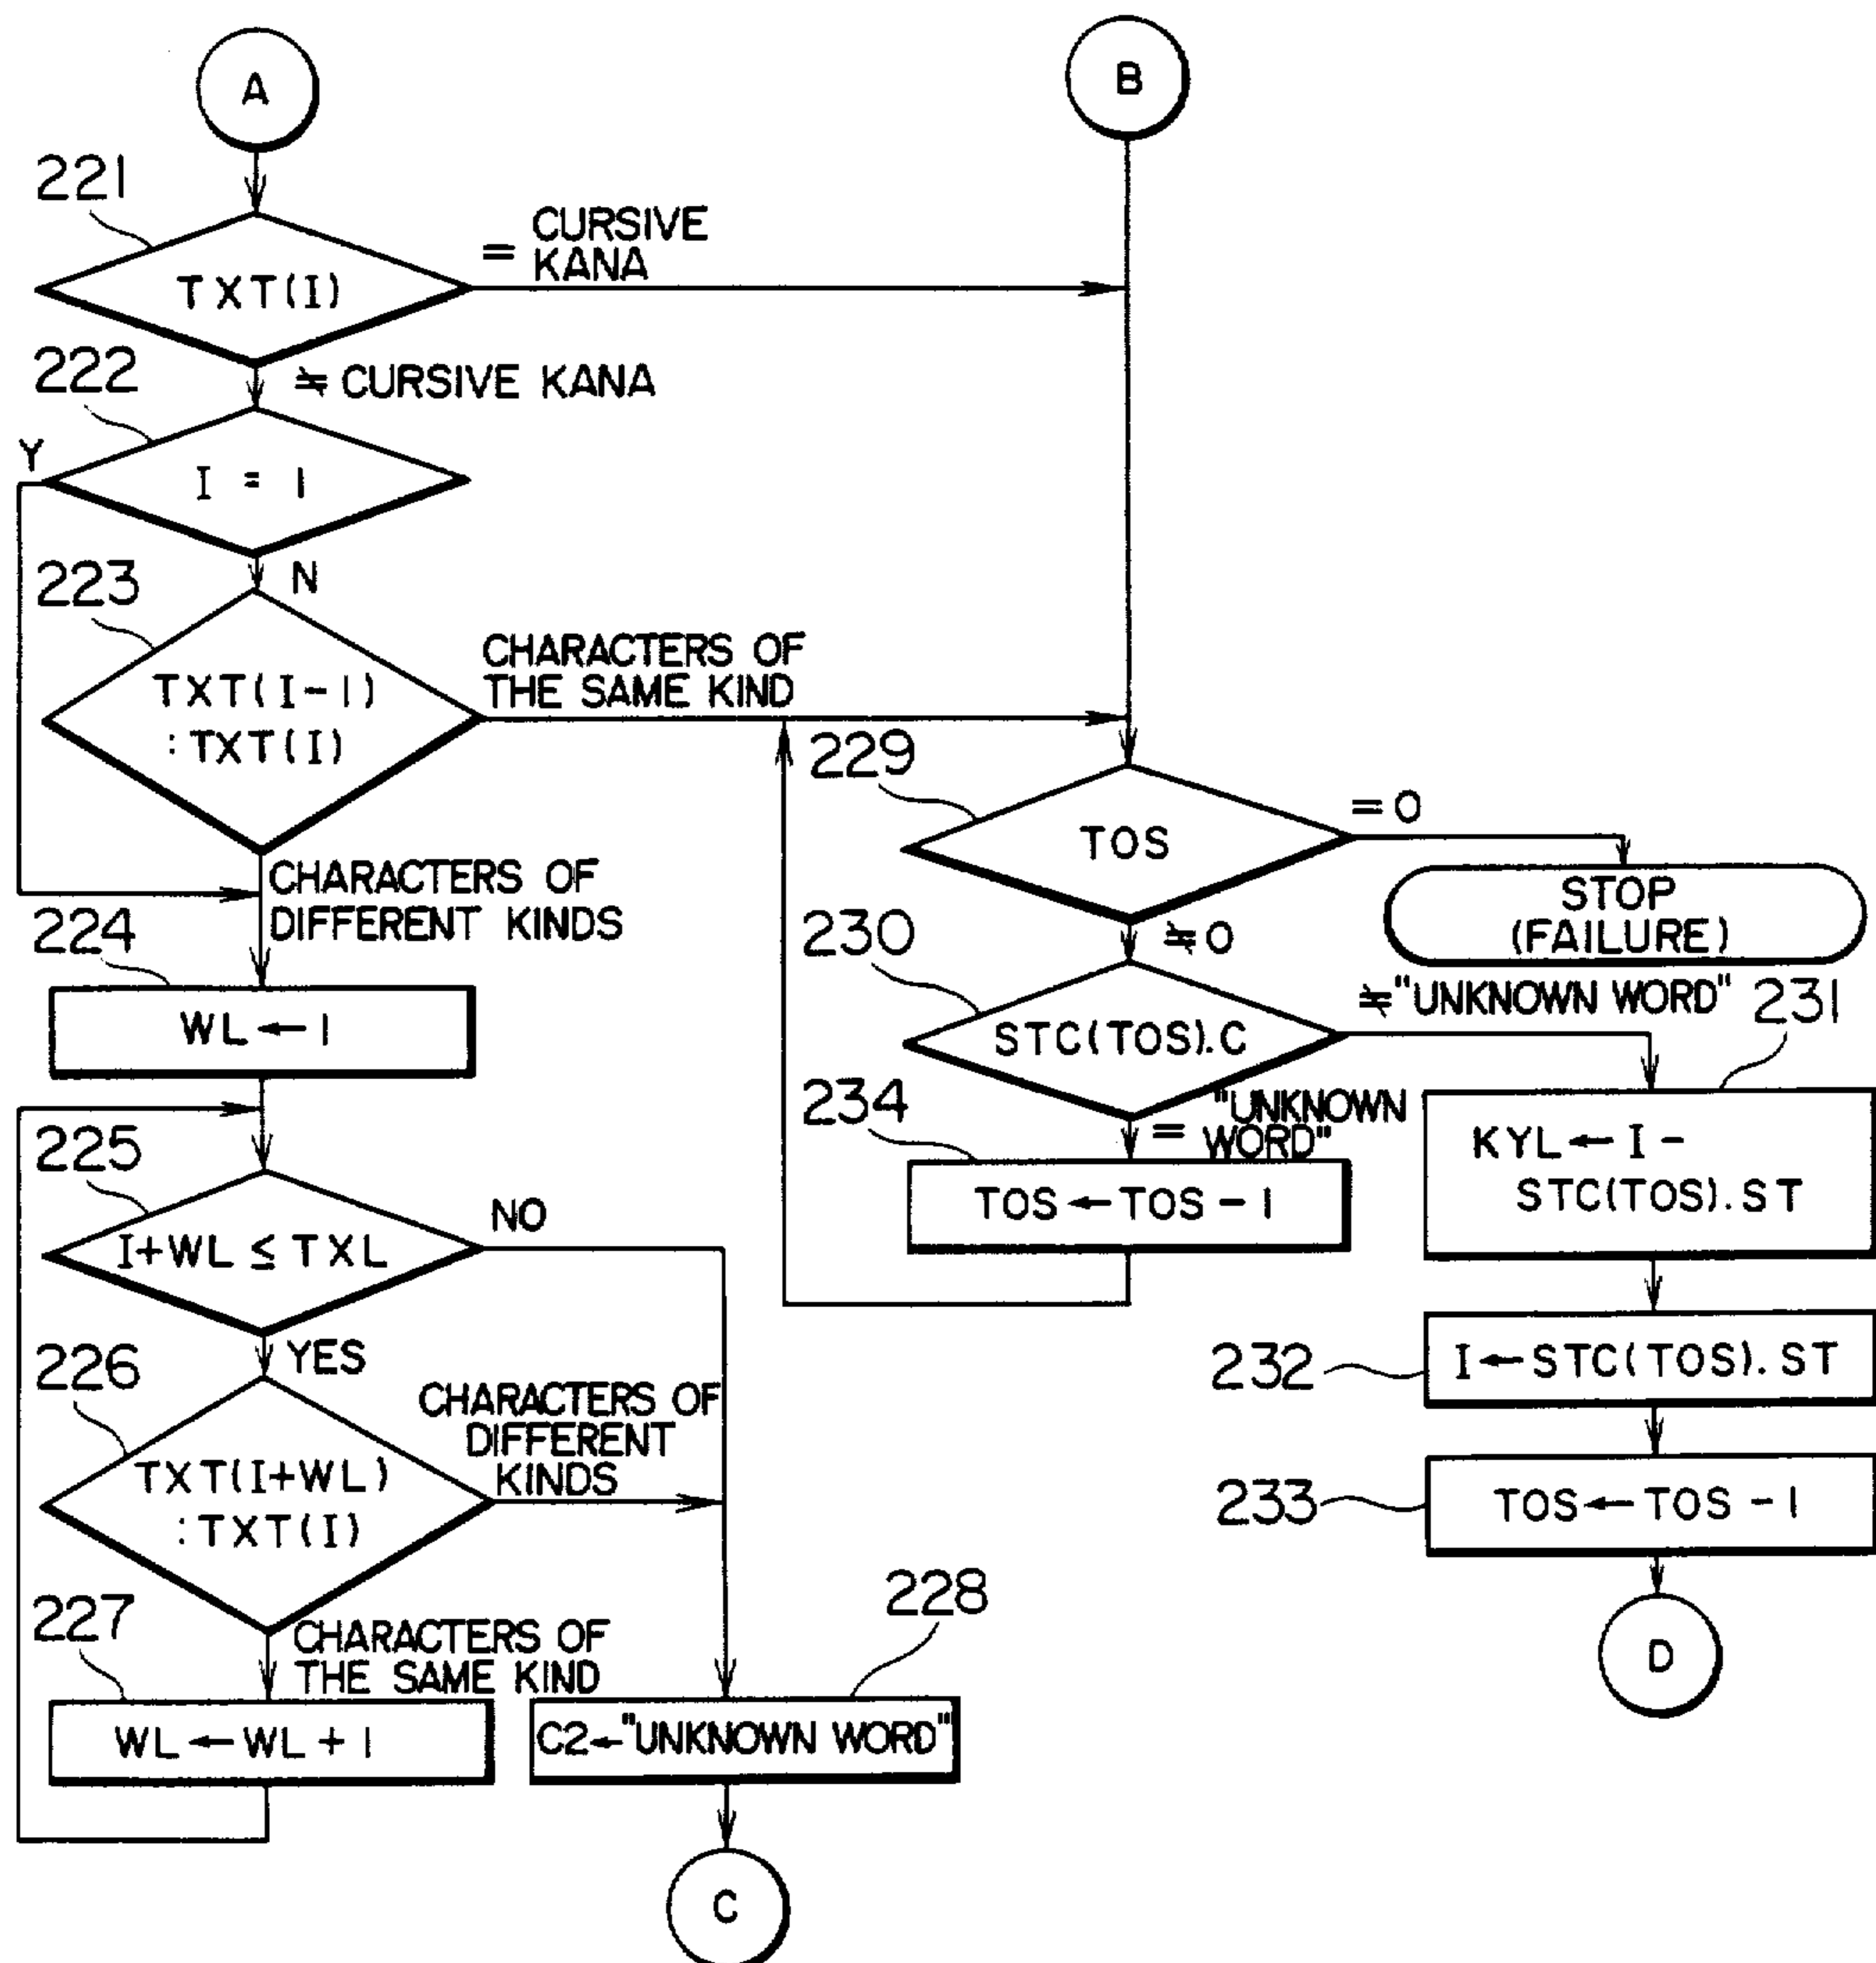 A
221
TXT(I)
= CURSIVE
KANA
≠ CURSIVE KANA
222
Y
I = 1
N
223
TXT(I-1)
:TXT(I)
CHARACTERS OF
THE SAME KIND
CHARACTERS OF
DIFFERENT KINDS
224
WL ← 1
225
I+WL ≤ TXL
NO
YES
226
TXT(I+WL)
:TXT(I)
CHARACTERS OF
DIFFERENT
KINDS
227
CHARACTERS OF
THE SAME KIND
WL ← WL + 1
228
C2←"UNKNOWN WORD"
C
B
229
TOS
= 0
STOP
(FAILURE)
≠ 0
230
STC(TOS).C
≠"UNKNOWN WORD"
231
KYL ← I -
STC(TOS).ST
234
= "UNKNOWN
WORD"
TOS ← TOS - 1
232
I ← STC(TOS).ST
233
TOS ← TOS - 1
D